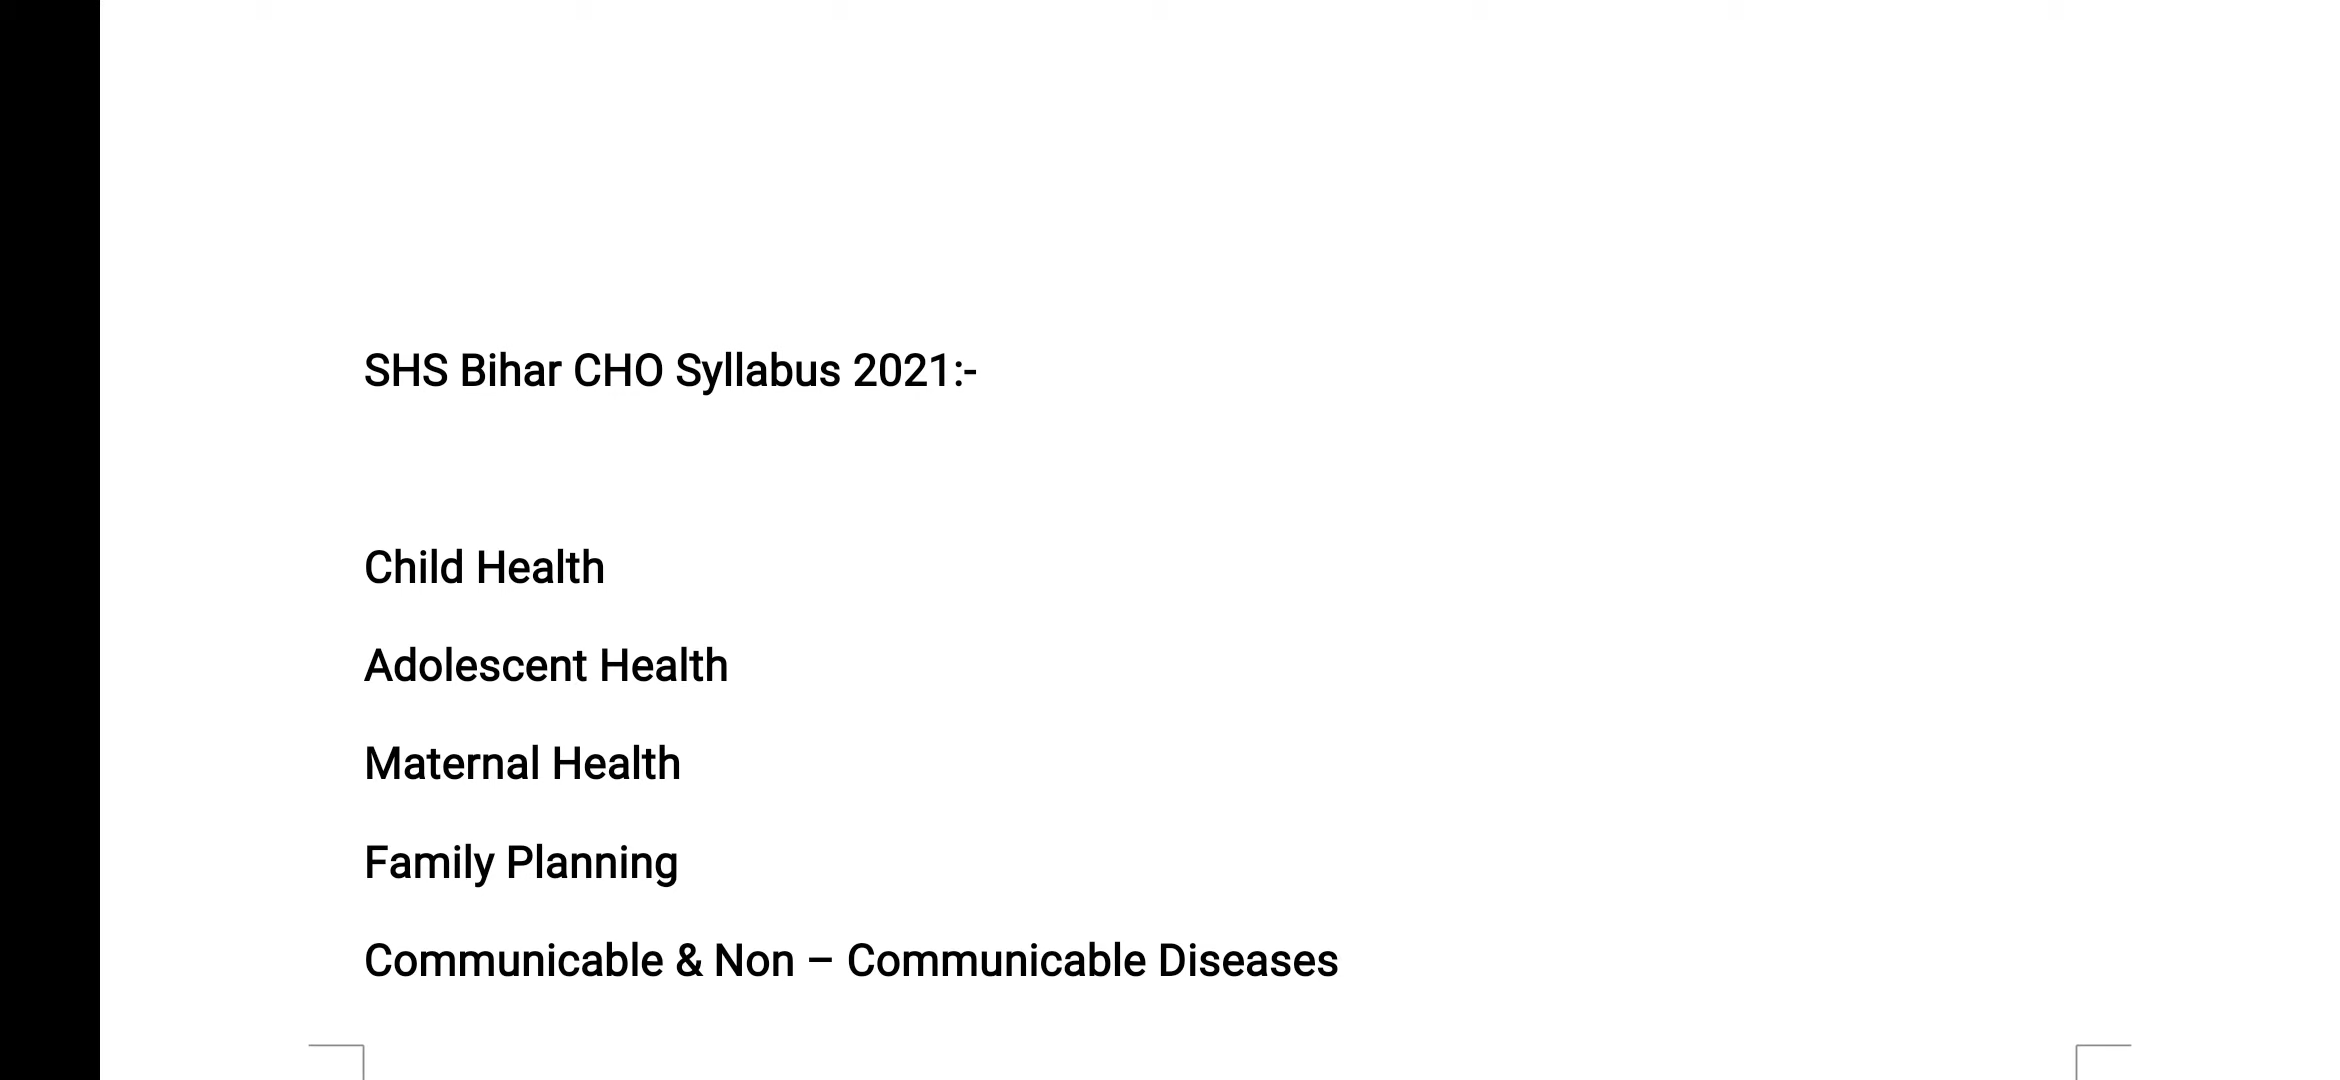 SHS Bihar CHO Syllabus 2021:-
Child Health
Adolescent Health
Maternal Health
Family Planning
Communicable & Non – Communicable Diseases